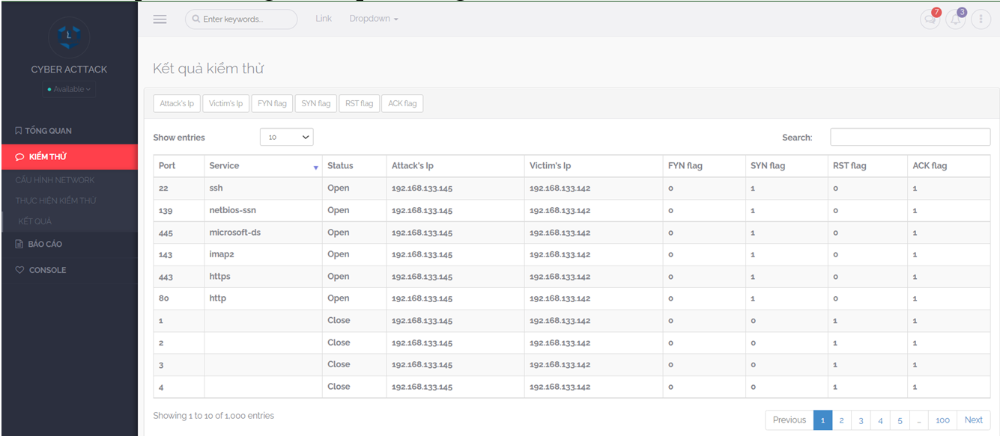 7 3
L Enter keywords... Link Dropdown
CYBER ACTTACK
Available
Kết quả kiểm thử
Attack's Ip Victim's Ip FYN flag SYN flag RST flag ACK flag
TỔNG QUAN
Show entries 10 Search:
KIỂM THỬ
Port Service Status Attack's Ip Victim's Ip FYN flag SYN flag RST flag ACK flag
CẤU HÌNH NETWORK
22 ssh Open 192.168.133.145 192.168.133.142 0 1 0 1
THỰC HIỆN KIỂM THỬ
139 netbios-ssn Open 192.168.133.145 192.168.133.142 0 1 0 1
KẾT QUẢ
445 microsoft-ds Open 192.168.133.145 192.168.133.142 0 1 0 1
BÁO CÁO
143 imap2 Open 192.168.133.145 192.168.133.142 0 1 0 1
CONSOLE
443 https Open 192.168.133.145 192.168.133.142 0 1 0 1
80 http Open 192.168.133.145 192.168.133.142 0 1 0 1
1 Close 192.168.133.145 192.168.133.142 0 0 1 1
2 Close 192.168.133.145 192.168.133.142 0 0 1 1
3 Close 192.168.133.145 192.168.133.142 0 0 1 1
4 Close 192.168.133.145 192.168.133.142 0 0 1 1
Showing 1 to 10 of 1,000 entries
Previous 1 2 3 4 5 … 100 Next